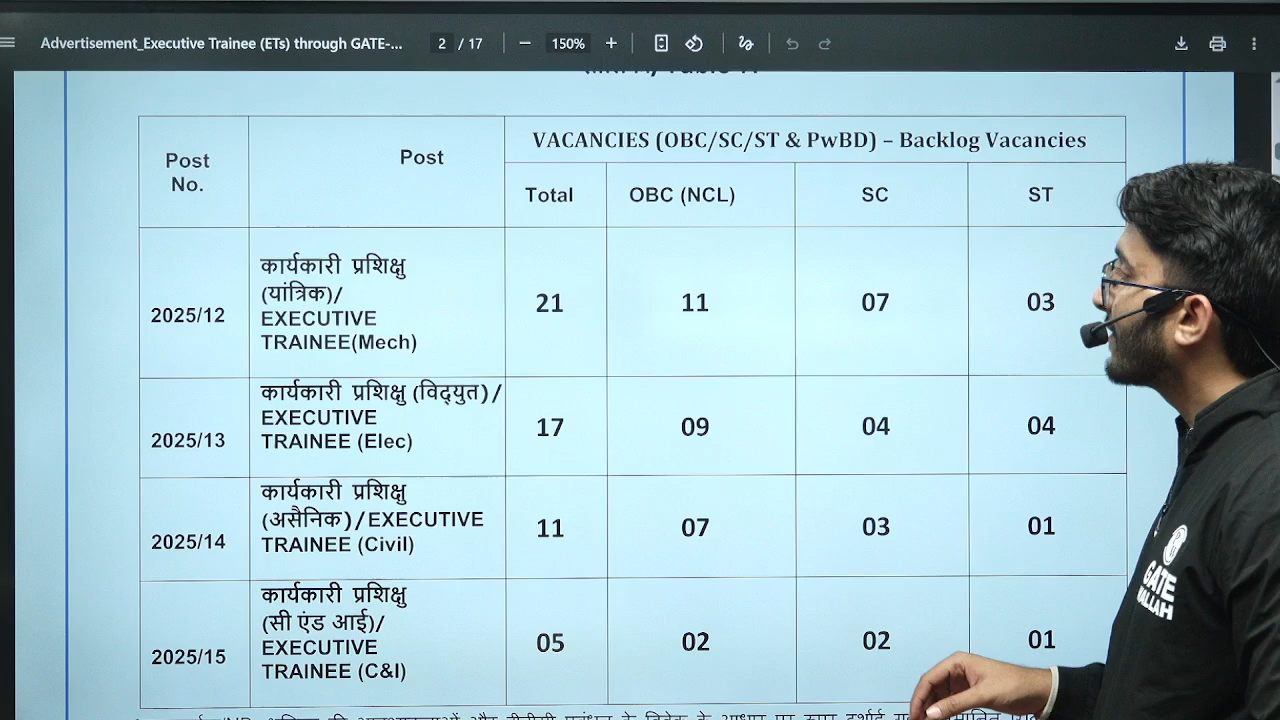 Advertisement_Executive Trainee (ETs) through GATE-...
2 / 17
150%
Post No.
Post
VACANCIES (OBC/SC/ST & PwBD) – Backlog Vacancies
Total
OBC (NCL)
SC
ST
2025/12
कार्यकारी प्रशिक्षु
(यांत्रिक)/
EXECUTIVE
TRAINEE(Mech)
21
11
07
03
2025/13
कार्यकारी प्रशिक्षु (विद्युत)/
EXECUTIVE
TRAINEE (Elec)
17
09
04
04
2025/14
कार्यकारी प्रशिक्षु
(असैनिक)/EXECUTIVE
TRAINEE (Civil)
11
07
03
01
2025/15
कार्यकारी प्रशिक्षु
(सी एंड आई)/
EXECUTIVE
TRAINEE (C&I)
05
02
02
01
GATE
WALLAH